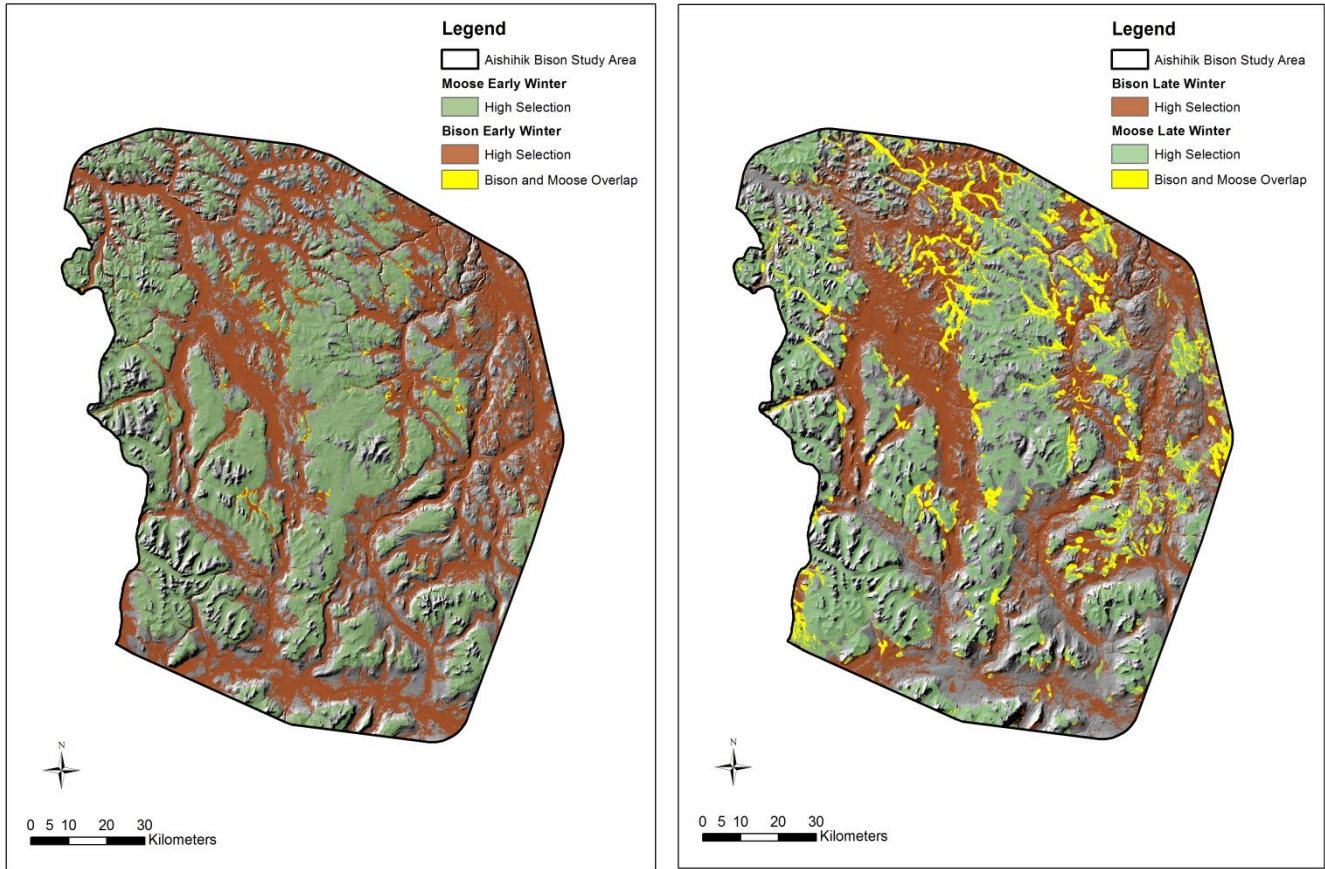 Legend
Aishihik Bison Study Area
Moose Early Winter
High Selection
Bison Early Winter
High Selection
Bison and Moose Overlap
N
0 5 10 20 30
Kilometers
Legend
Aishihik Bison Study Area
Bison Late Winter
High Selection
Moose Late Winter
High Selection
Bison and Moose Overlap
N
0 5 10 20 30
Kilometers